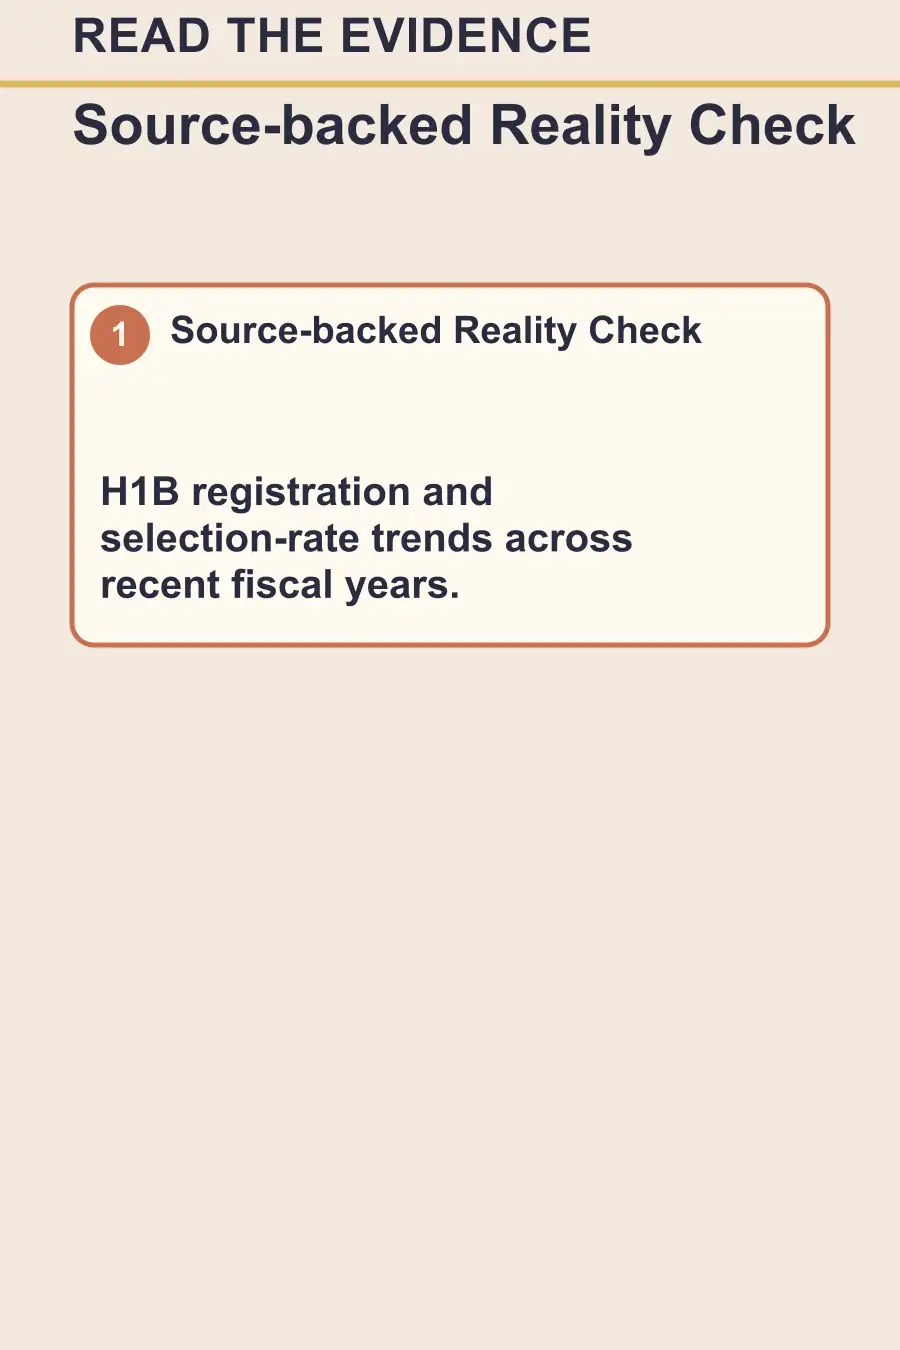 READ THE EVIDENCE
Source-backed Reality Check
1 Source-backed Reality Check
H1B registration and
selection-rate trends across
recent fiscal years.